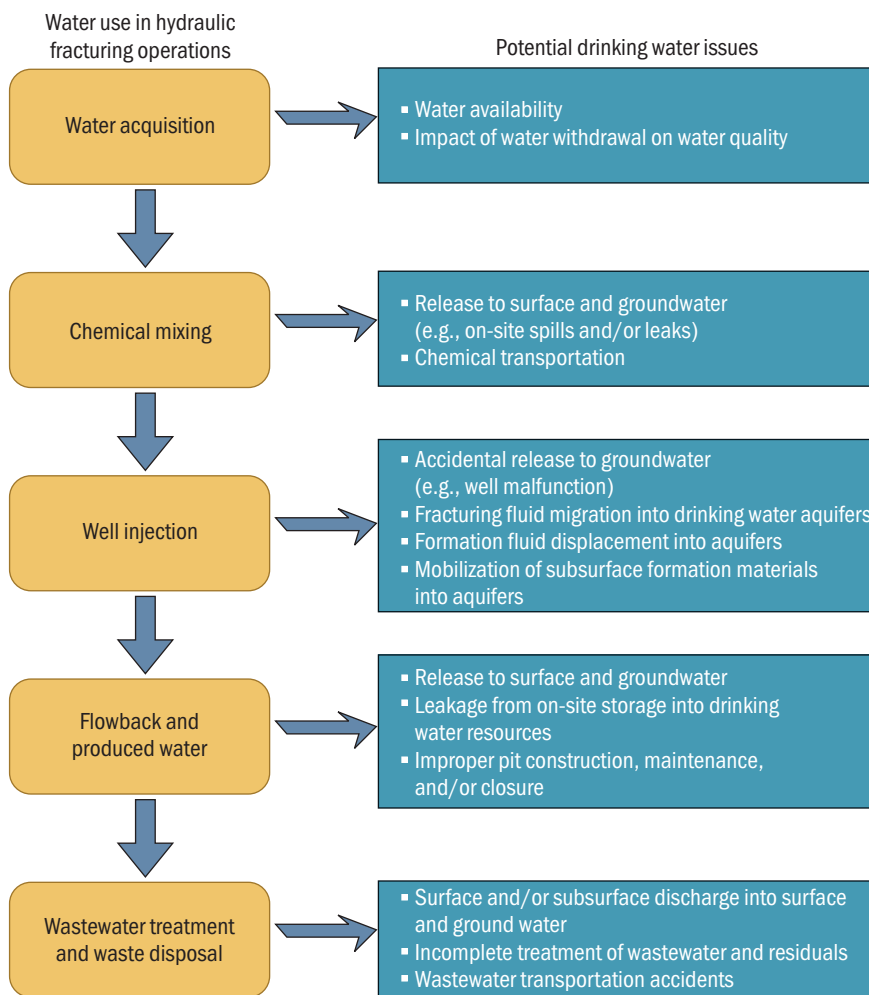 Water use in hydraulic
fracturing operations
Potential drinking water issues
Water acquisition
▪ Water availability
▪ Impact of water withdrawal on water quality
Chemical mixing
▪ Release to surface and groundwater
(e.g., on-site spills and/or leaks)
▪ Chemical transportation
Well injection
▪ Accidental release to groundwater
(e.g., well malfunction)
▪ Fracturing fluid migration into drinking water aquifers
▪ Formation fluid displacement into aquifers
▪ Mobilization of subsurface formation materials
into aquifers
Flowback and
produced water
▪ Release to surface and groundwater
▪ Leakage from on-site storage into drinking
water resources
▪ Improper pit construction, maintenance,
and/or closure
Wastewater treatment
and waste disposal
▪ Surface and/or subsurface discharge into surface
and ground water
▪ Incomplete treatment of wastewater and residuals
▪ Wastewater transportation accidents